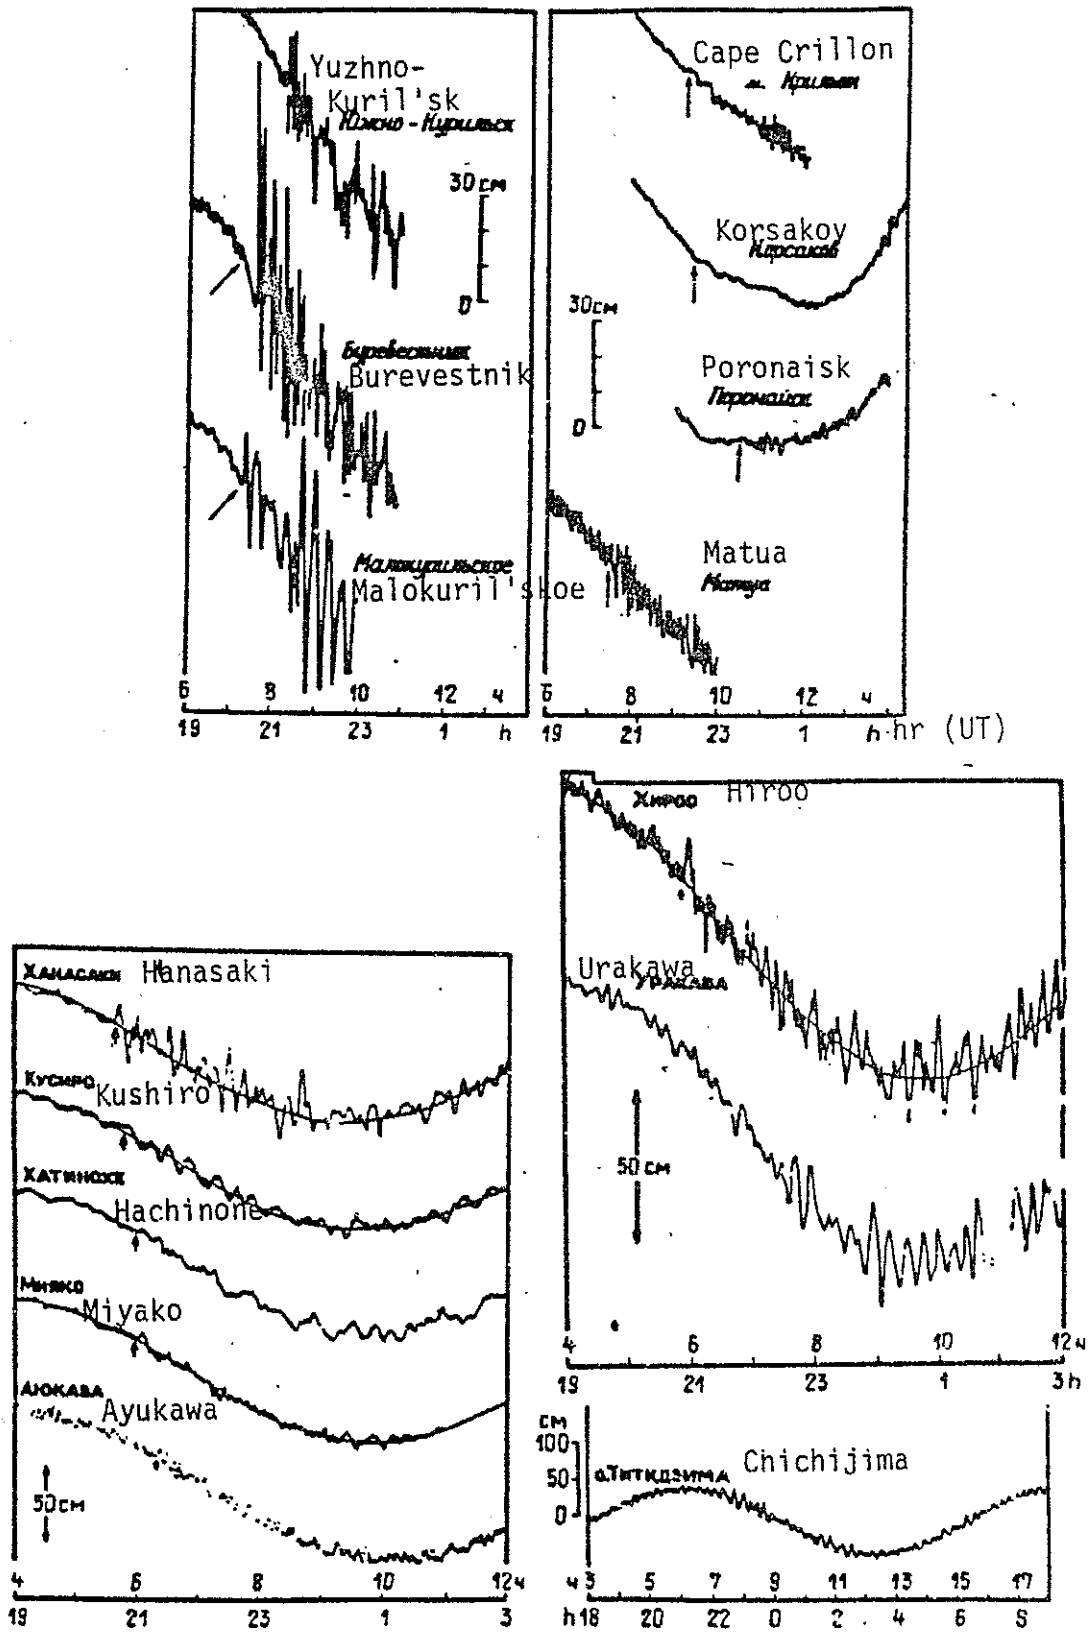 Yuzhno-
Kuril'sk
Южно-Курильск
30 см
0
Буревестник
Burevestnik
Малокурильское
Malokuril'skoe
6 8 10 12 ч
19 21 23 1 h
Cape Crillon
м. Крильон
Korsakoy
Корсаков
30 см
0
Poronaisk
Поронайск
Matua
Матуа
6 8 10 12 ч
19 21 23 1 h hr (UT)
Хироо Hiroo
Urakawa
Уракава
50 см
4 6 8 10 12 ч
19 21 23 1 3 h
Ханасаки Hanasaki
Кусиро
Kushiro
Хатинохе
Hachinone
Мияко
Miyako
Аюкава Ayukawa
50 см
4 6 8 10 12 ч
19 21 23 1 3
см
100
50
0
о.Титидзима Chichijima
ч 3 5 7 9 11 13 15 17
h 18 20 22 0 2 4 6 8